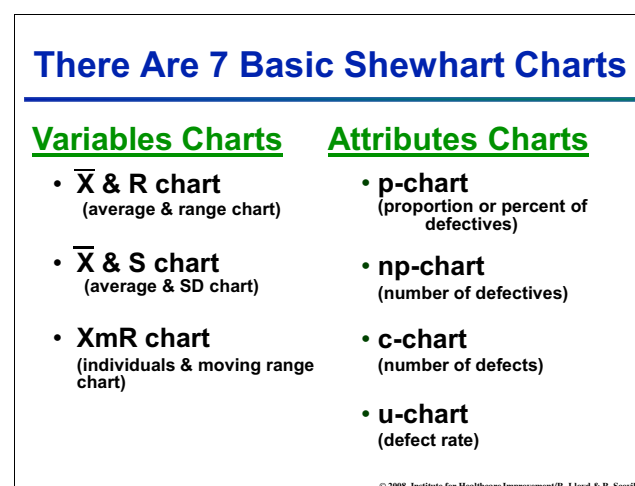 There Are 7 Basic Shewhart Charts
Variables Charts
• X̅ & R chart
(average & range chart)
• X̅ & S chart
(average & SD chart)
• XmR chart
(individuals & moving range
chart)
Attributes Charts
• p-chart
(proportion or percent of
defectives)
• np-chart
(number of defectives)
• c-chart
(number of defects)
• u-chart
(defect rate)
© 2008 Institute for Healthcare Improvement/R. Lloyd & R.